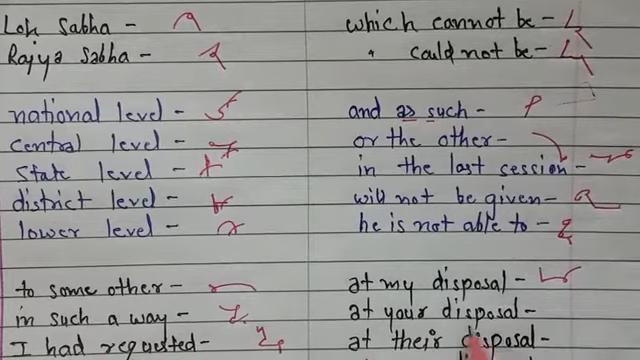 Lok Sabha -
Rajya Sabha -
national level -
central level -
State level -
district level -
lower level -
to some other -
in such a way -
I had requested -
which cannot be -
" could not be -
and as such -
or the other -
in the last session -
will not be given -
he is not able to -
at my disposal -
at your disposal -
at their disposal -